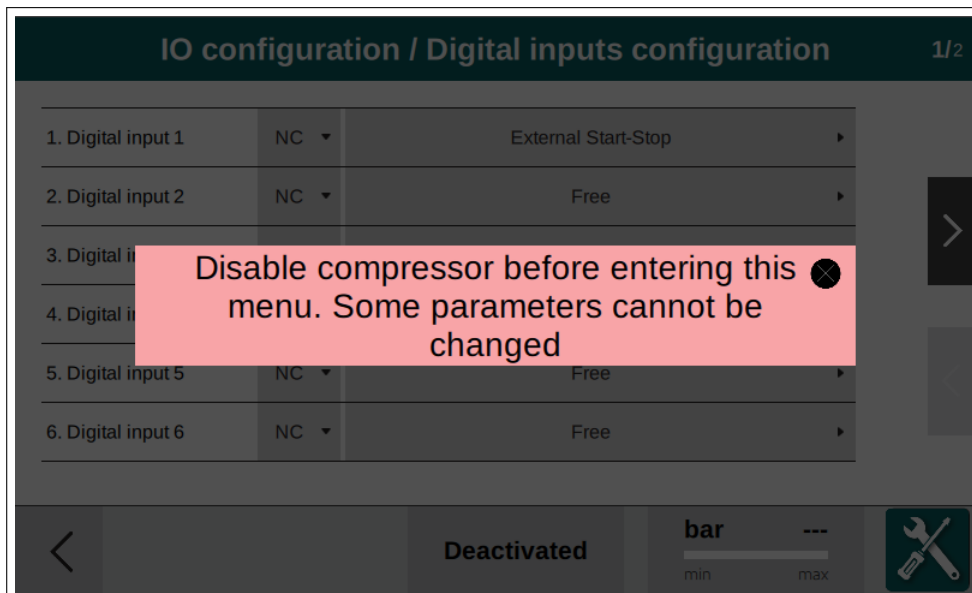 IO configuration / Digital inputs configuration 1/2
1. Digital input 1 NC External Start-Stop
2. Digital input 2 NC Free
3. Digital
Disable compressor before entering this
menu. Some parameters cannot be
changed
4. Digital
5. Digital input 5 NC Free
6. Digital input 6 NC Free
Deactivated bar ---
min max